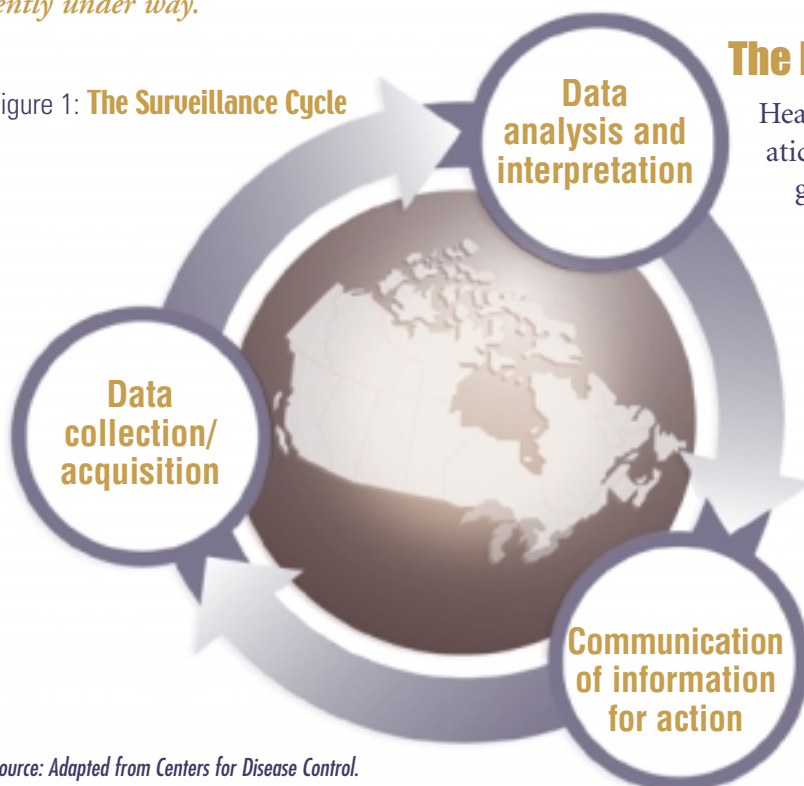 ently under way.
igure 1: The Surveillance Cycle
Data
analysis and
interpretation
The
Hea
atic
g
Data
collection/
acquisition
Communication
of information
for action
ource: Adapted from Centers for Disease Control.